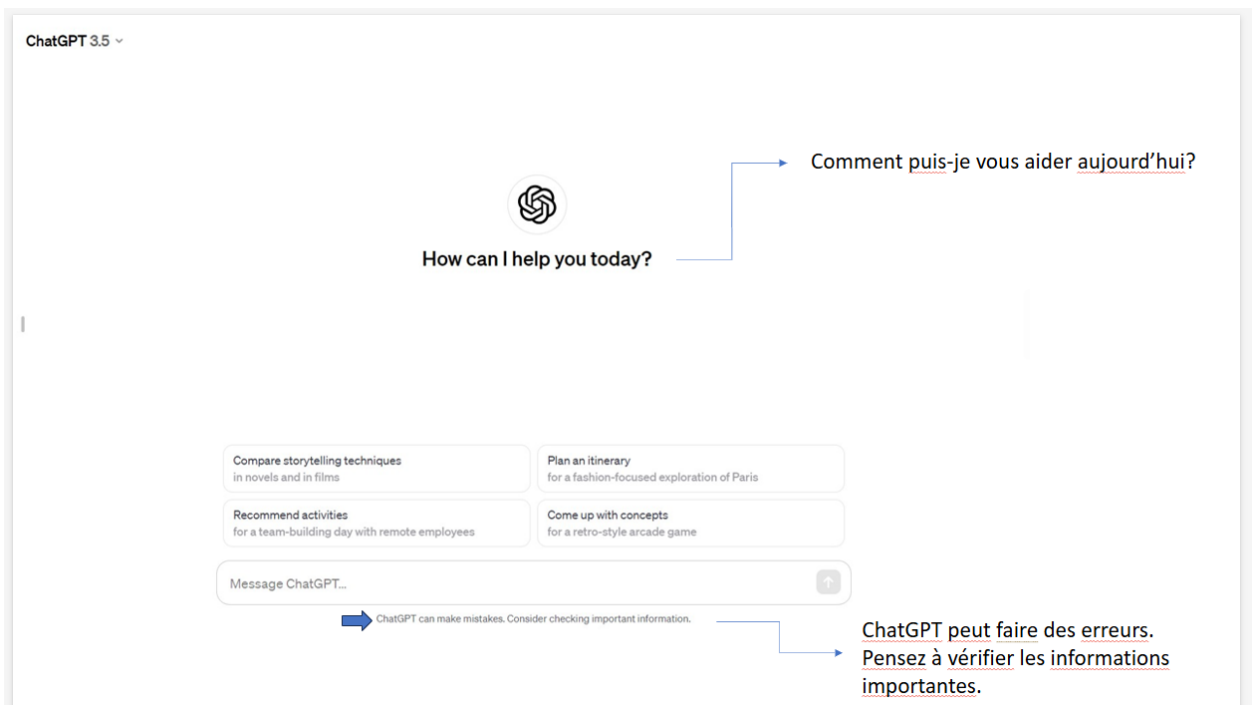 ChatGPT 3.5
Comment puis-je vous aider aujourd’hui?
How can I help you today?
Compare storytelling techniques
in novels and in films
Plan an itinerary
for a fashion-focused exploration of Paris
Recommend activities
for a team-building day with remote employees
Come up with concepts
for a retro-style arcade game
Message ChatGPT...
ChatGPT can make mistakes. Consider checking important information.
ChatGPT peut faire des erreurs.
Pensez à vérifier les informations
importantes.